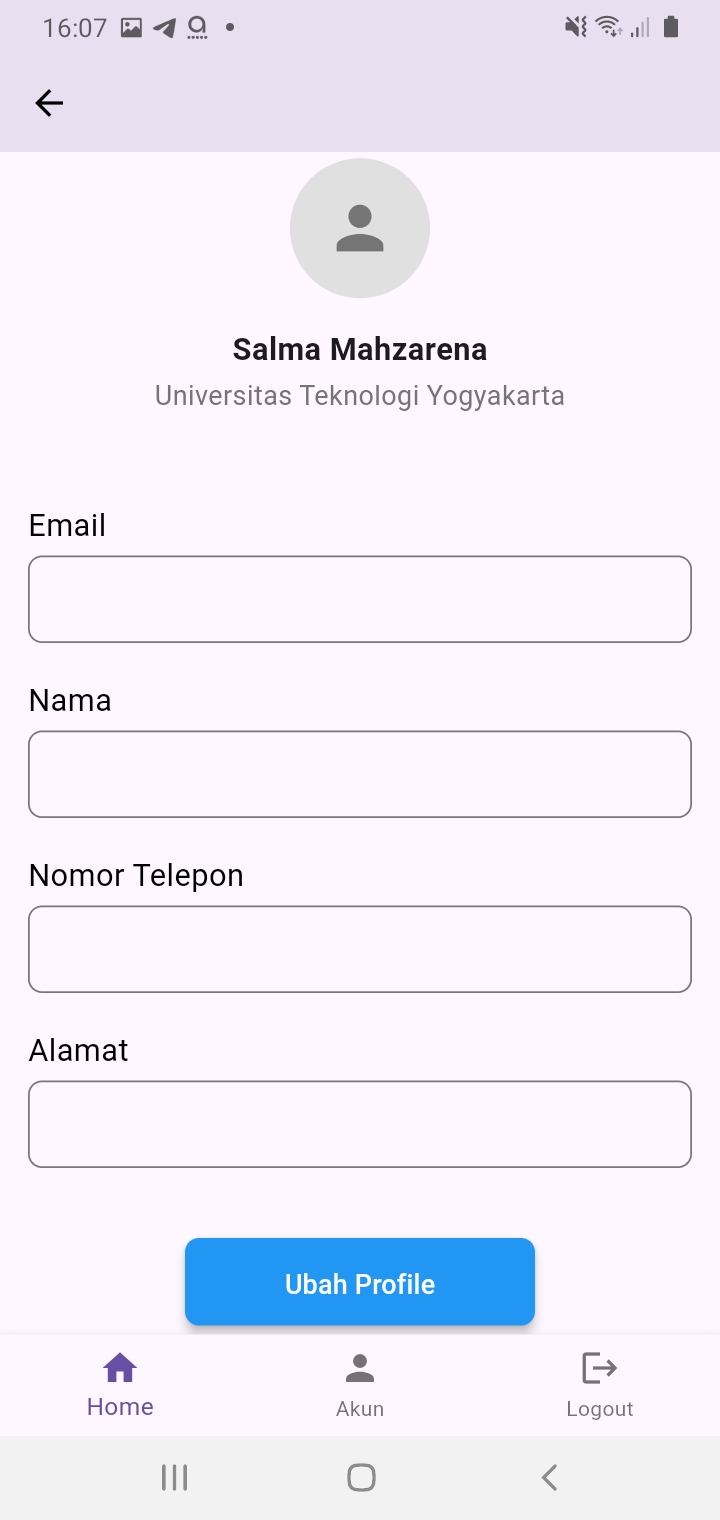 16:07
Salma Mahzarena
Universitas Teknologi Yogyakarta
Email
Nama
Nomor Telepon
Alamat
Ubah Profile
Home
Akun
Logout